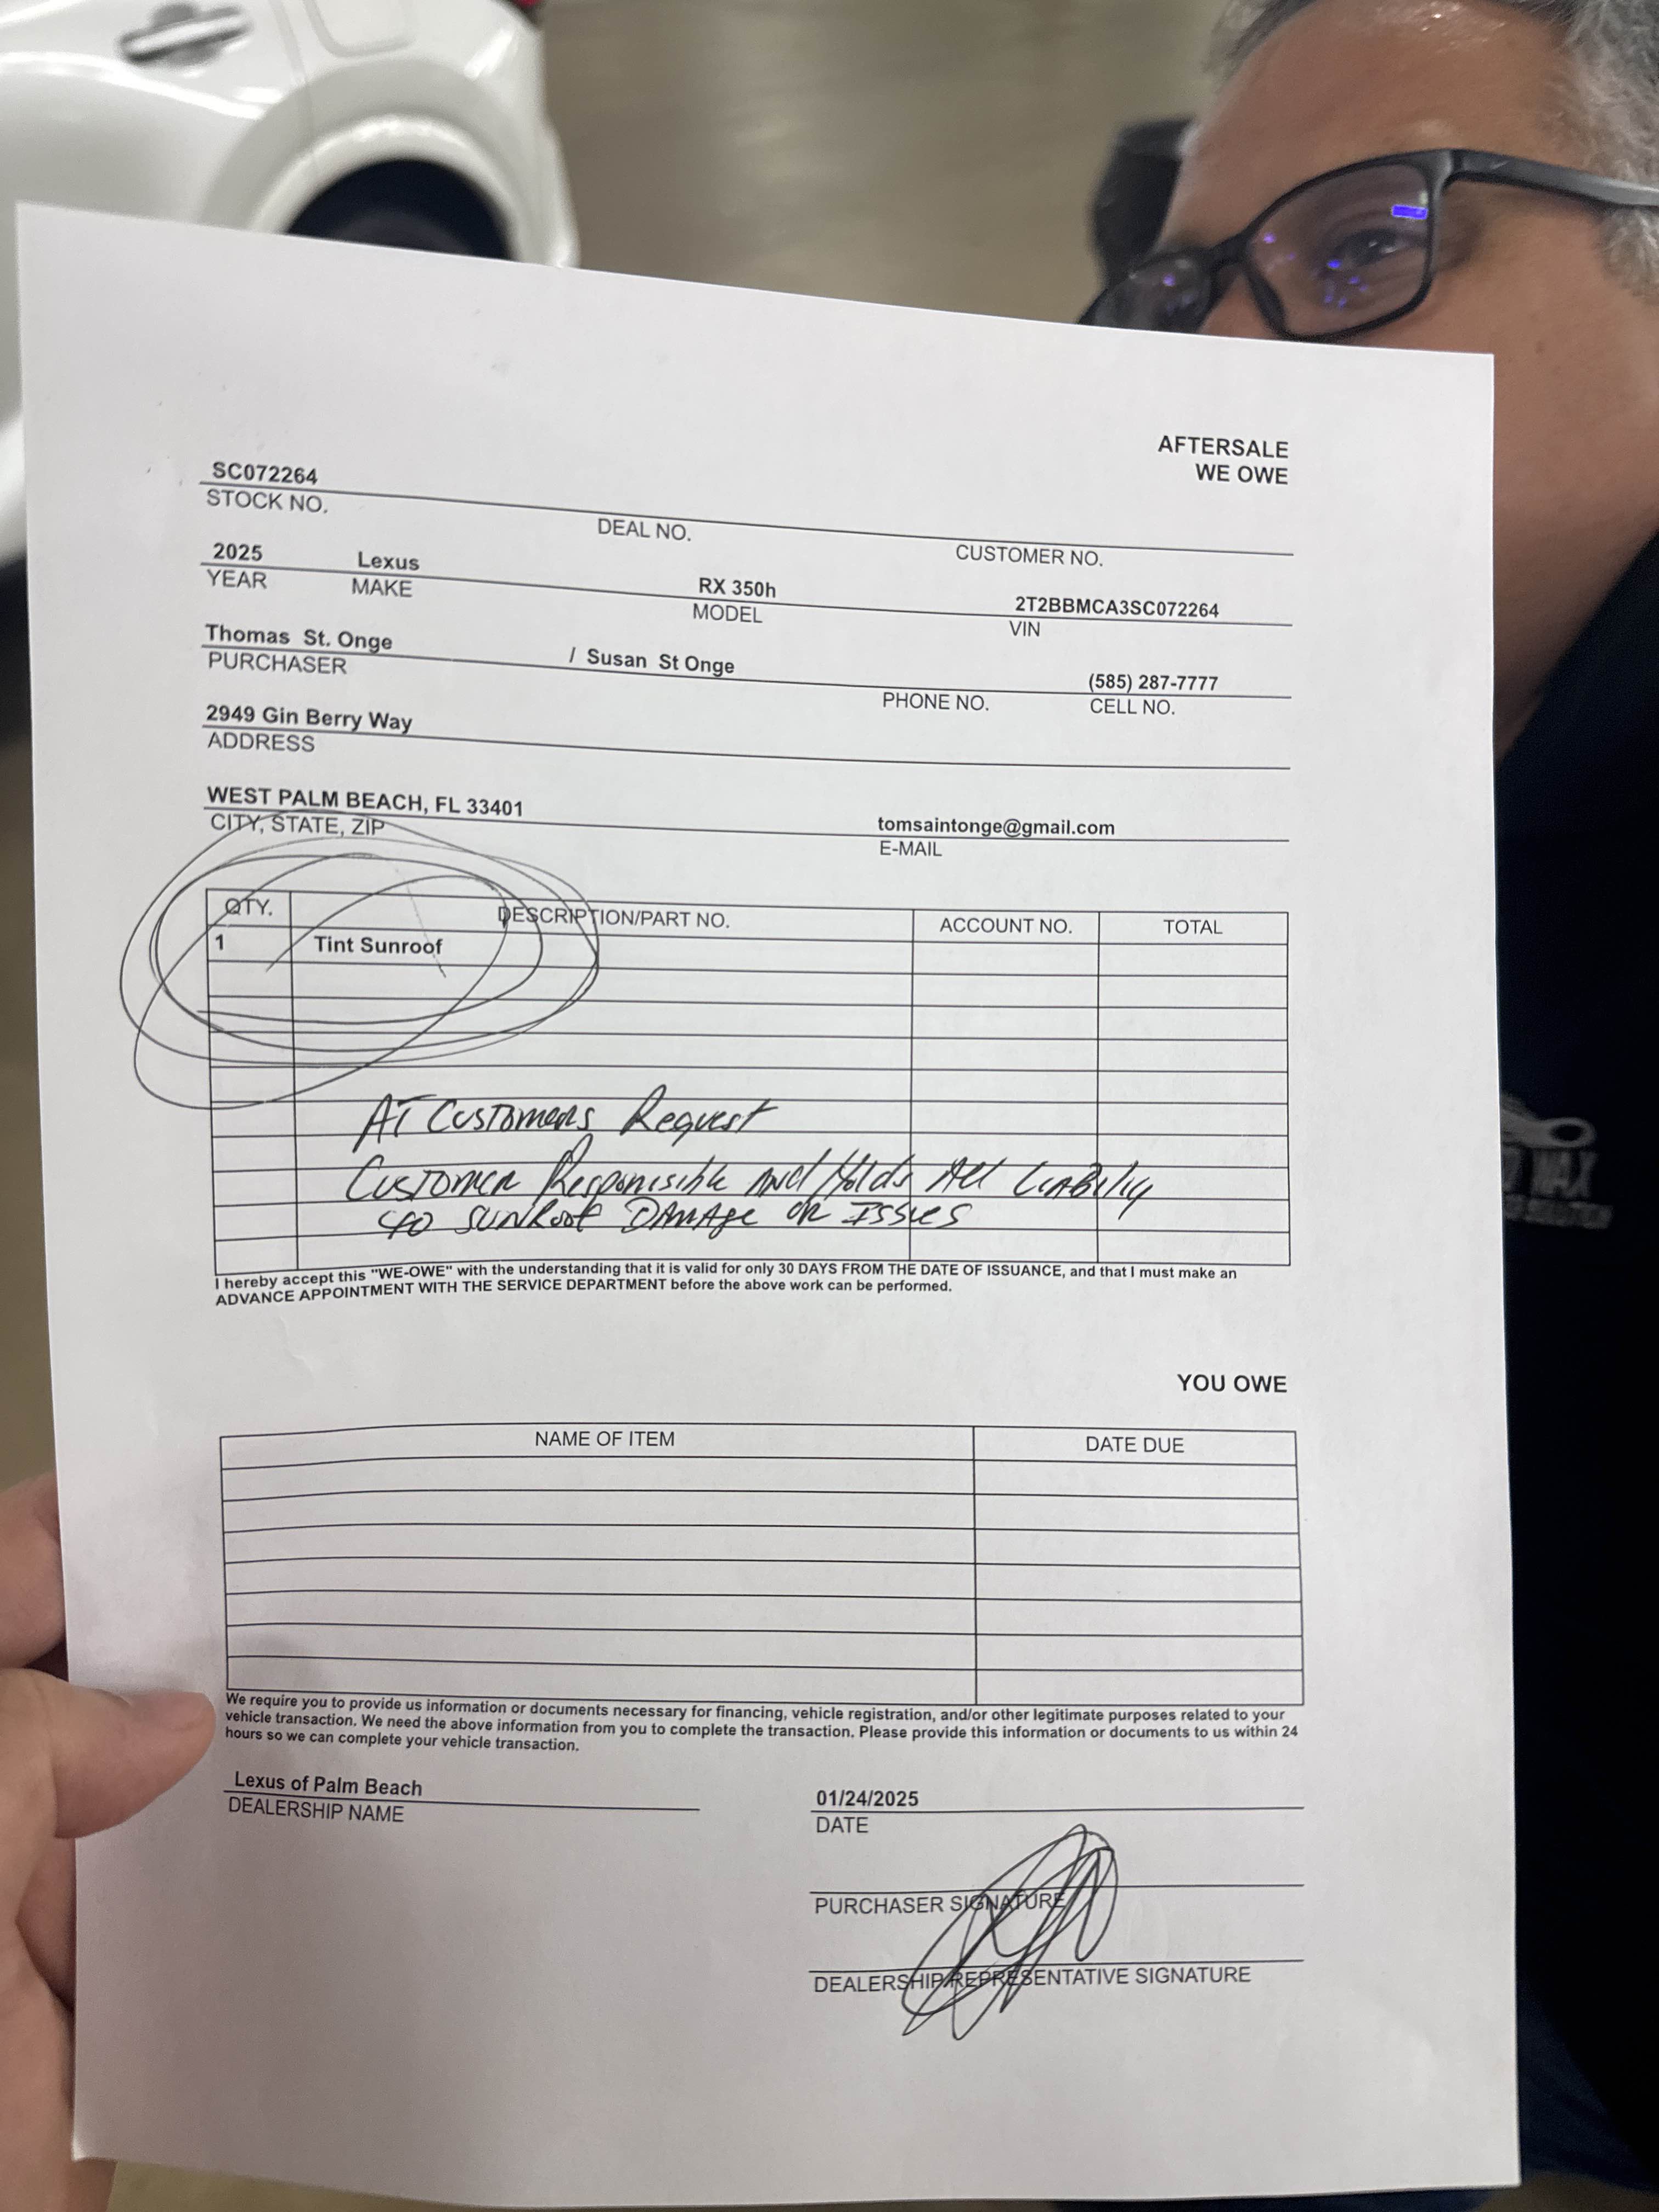 AFTERSALE
WE OWE
SC072264
STOCK NO. DEAL NO. CUSTOMER NO.
2025 Lexus RX 350h 2T2BBMCA3SC072264
YEAR MAKE MODEL VIN
Thomas St. Onge / Susan St Onge (585) 287-7777
PURCHASER PHONE NO. CELL NO.
2949 Gin Berry Way
ADDRESS
WEST PALM BEACH, FL 33401 tomsaintonge@gmail.com
CITY, STATE, ZIP E-MAIL
QTY. DESCRIPTION/PART NO. ACCOUNT NO. TOTAL
1 Tint Sunroof
AT Customers Request
Customer Responsible And Holds All Liability
to SUNRoof DAMAge OR ISSUES
I hereby accept this "WE-OWE" with the understanding that it is valid for only 30 DAYS FROM THE DATE OF ISSUANCE, and that I must make an
ADVANCE APPOINTMENT WITH THE SERVICE DEPARTMENT before the above work can be performed.
YOU OWE
NAME OF ITEM DATE DUE
We require you to provide us information or documents necessary for financing, vehicle registration, and/or other legitimate purposes related to your
vehicle transaction. We need the above information from you to complete the transaction. Please provide this information or documents to us within 24
hours so we can complete your vehicle transaction.
Lexus of Palm Beach 01/24/2025
DEALERSHIP NAME DATE
PURCHASER SIGNATURE
DEALERSHIP REPRESENTATIVE SIGNATURE
WAX